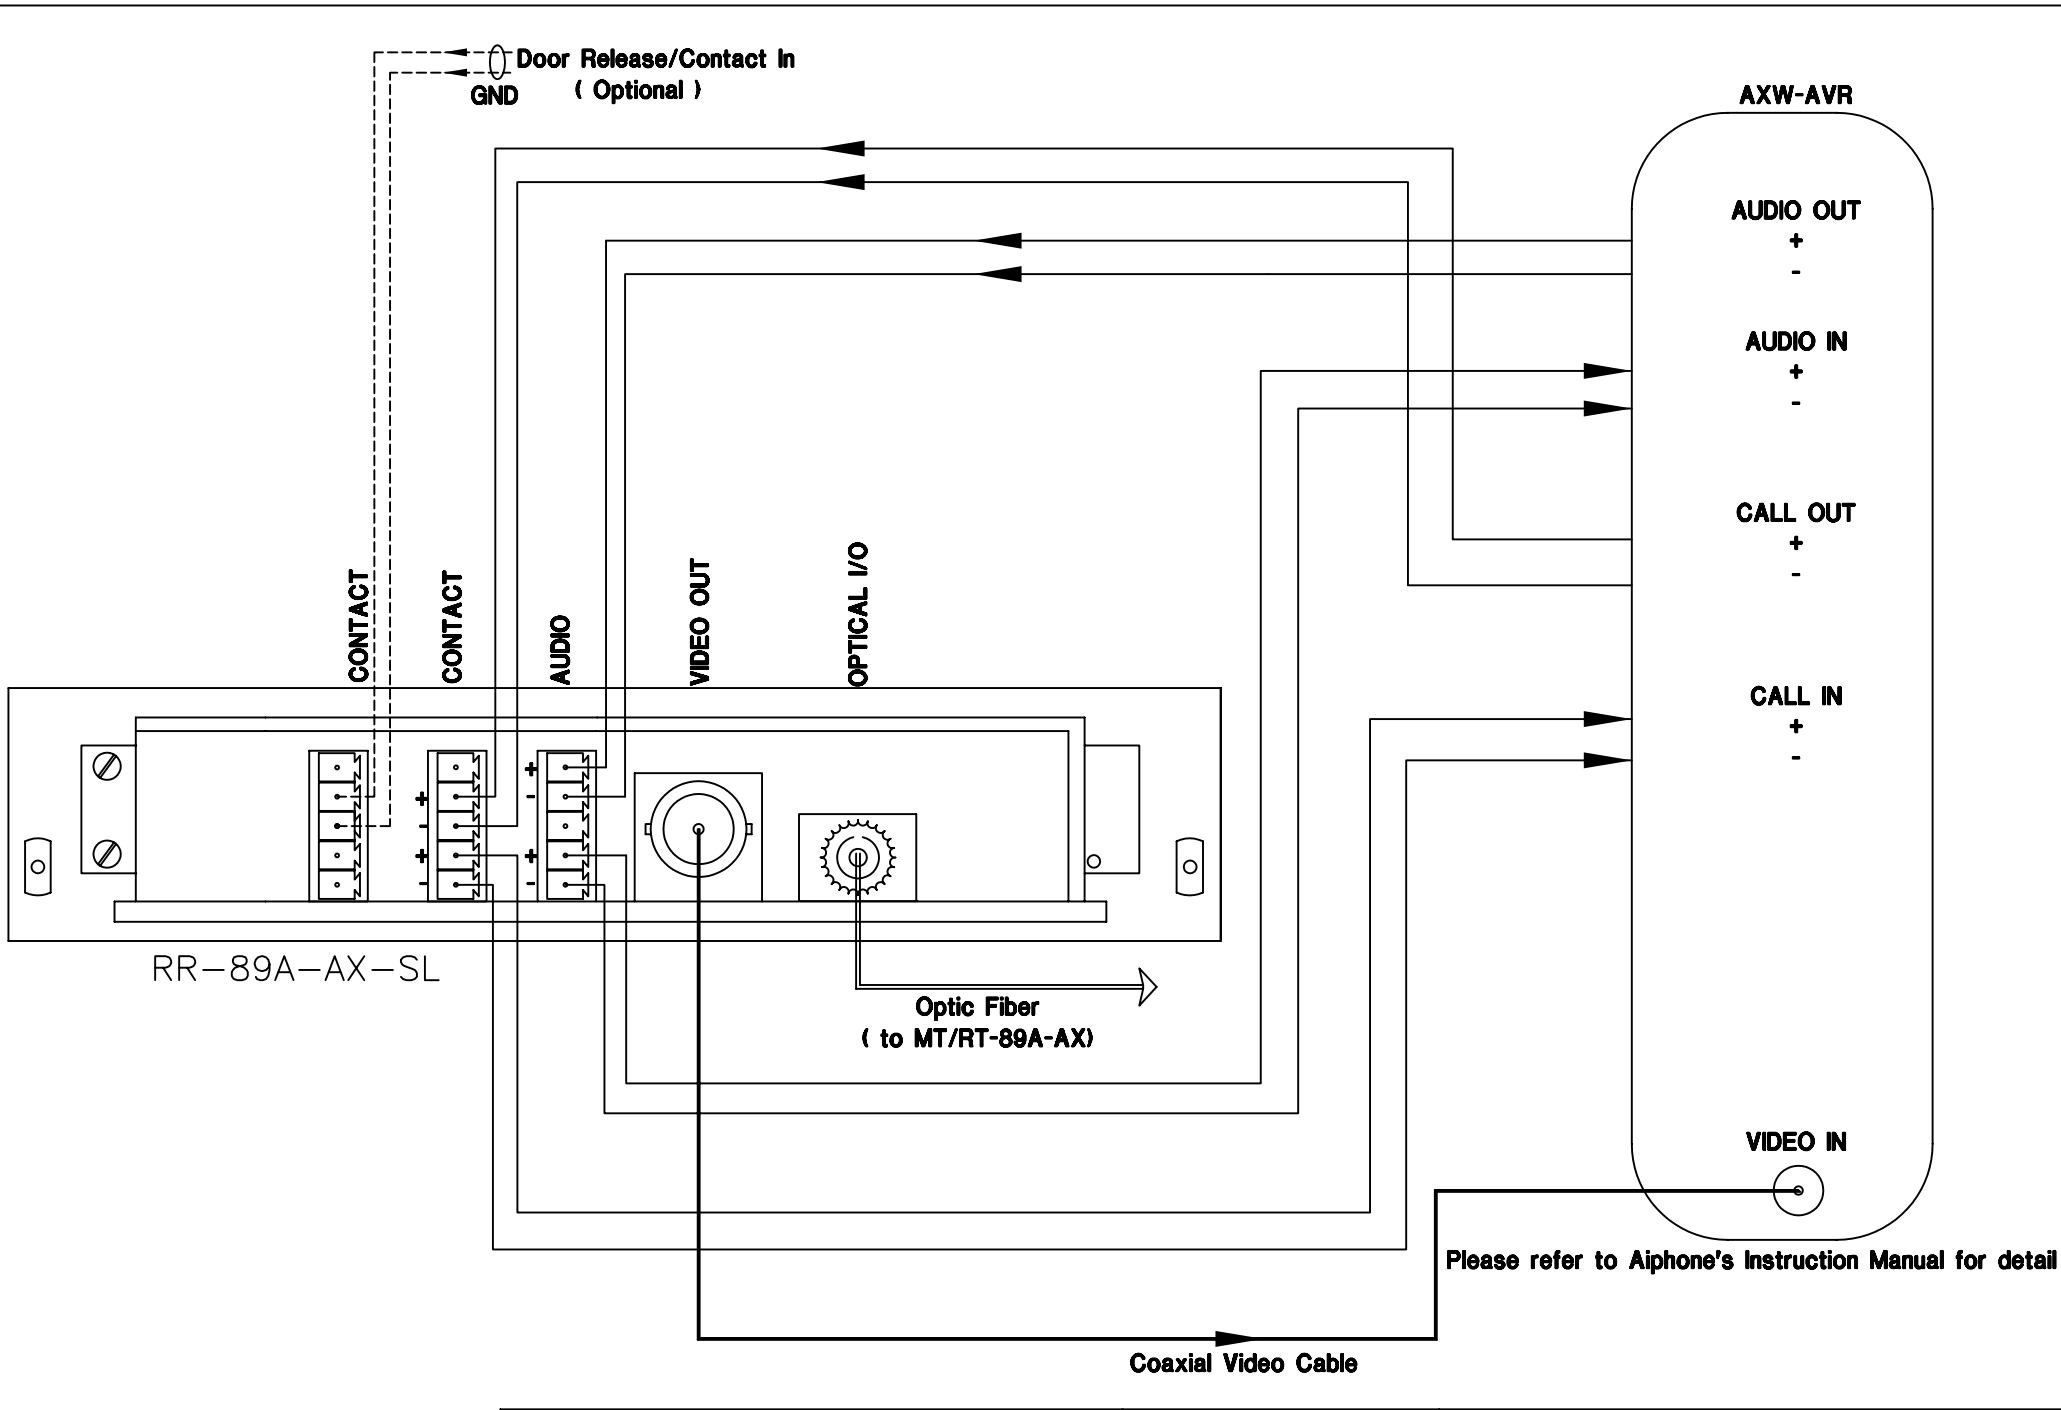 Door Release/Contact In
( Optional )
GND
AXW-AVR
AUDIO OUT
+
-
AUDIO IN
+
-
CALL OUT
+
-
CALL IN
+
-
CONTACT
CONTACT
AUDIO
VIDEO OUT
OPTICAL I/O
+
-
+
-
+
-
+
-
RR-89A-AX-SL
Optic Fiber
( to MT/RT-89A-AX)
VIDEO IN
Please refer to Aiphone's Instruction Manual for detail
Coaxial Video Cable